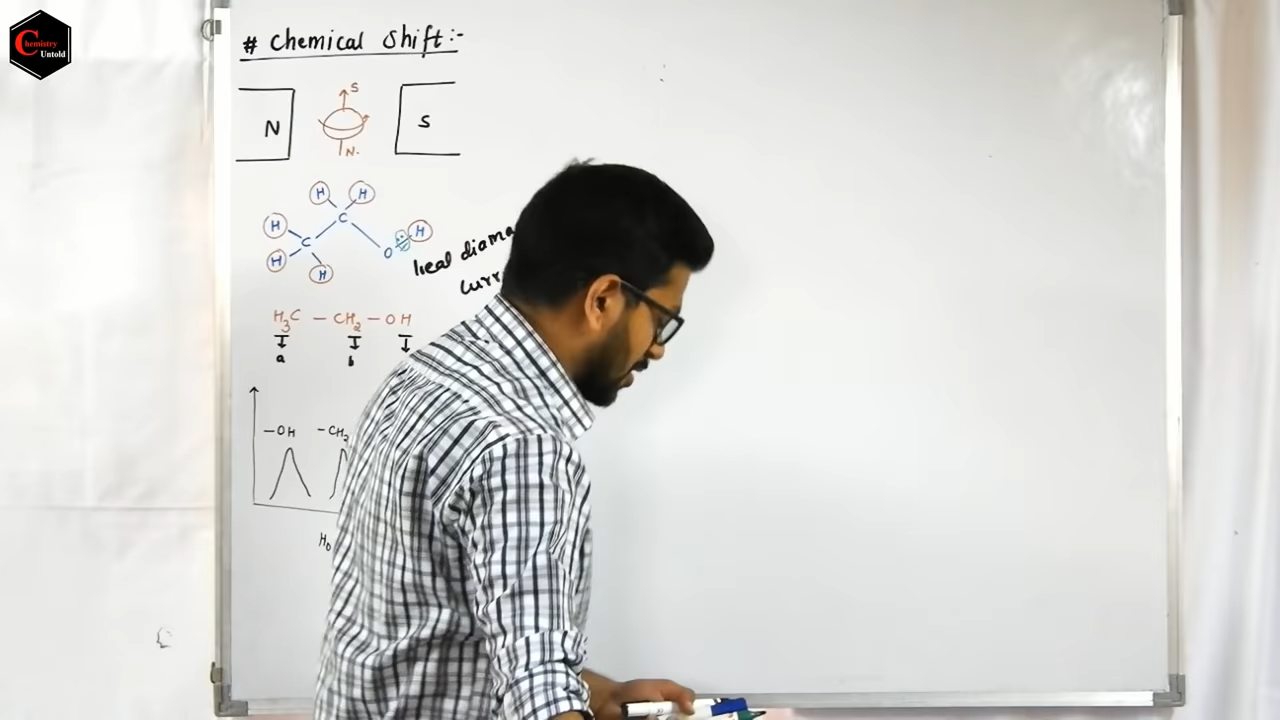 Chemistry
Untold
# Chemical Shift:-
S
N
S
N.
H H
H C H
C O
H H
local diama
curr
H₃C — CH₂ — OH
a b
-OH -CH₂
H₀